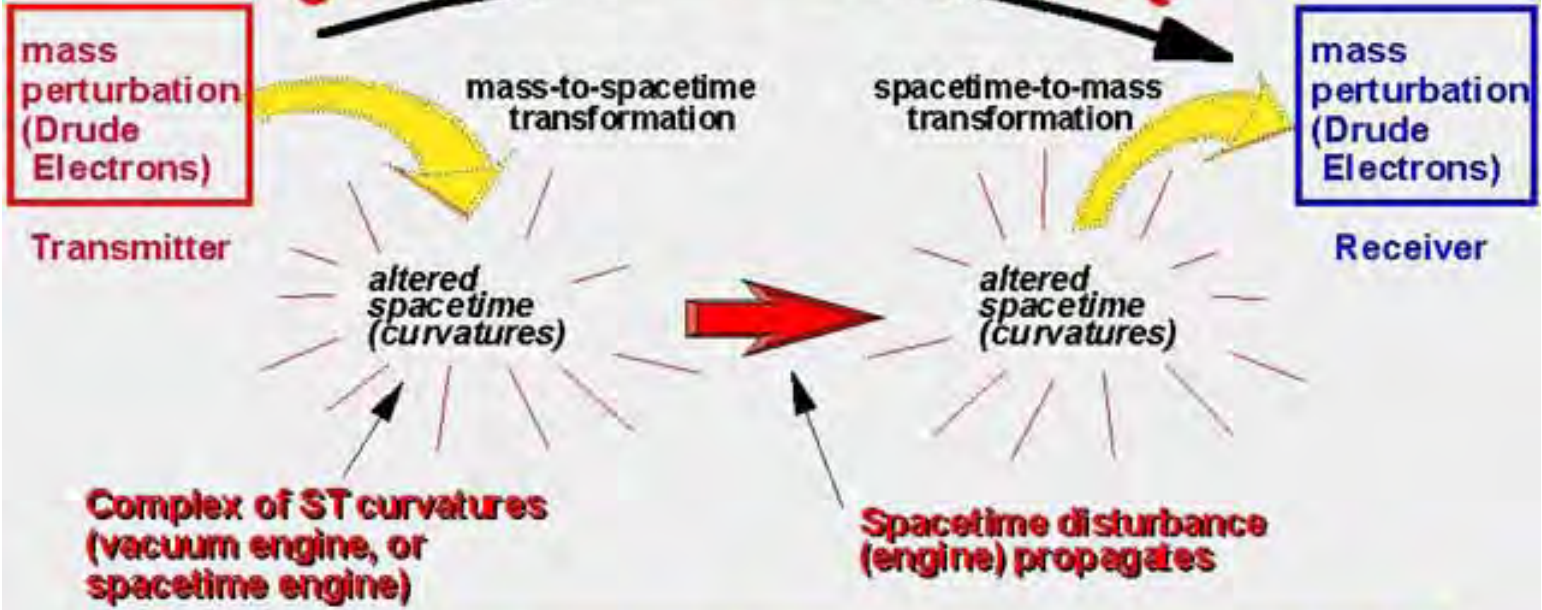 mass
perturbation
(Drude
Electrons)
Transmitter
mass-to-spacetime
transformation
spacetime-to-mass
transformation
mass
perturbation
(Drude
Electrons)
Receiver
altered
spacetime
(curvatures)
altered
spacetime
(curvatures)
Complex of ST curvatures
(vacuum engine, or
spacetime engine)
Spacetime disturbance
(engine) propagates